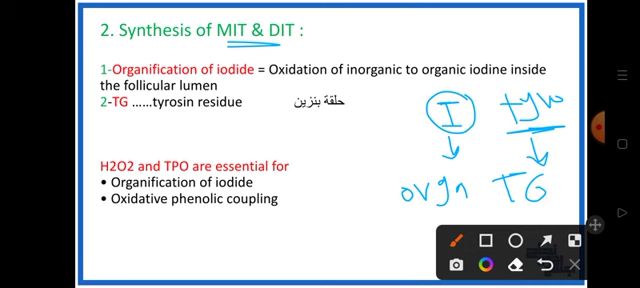 2. Synthesis of MIT & DIT :
1-Organification of iodide = Oxidation of inorganic to organic iodine inside
the follicular lumen
2-TG ......tyrosin residue حلقة بنزين
I tyro
orgn TG
H2O2 and TPO are essential for
• Organification of iodide
• Oxidative phenolic coupling